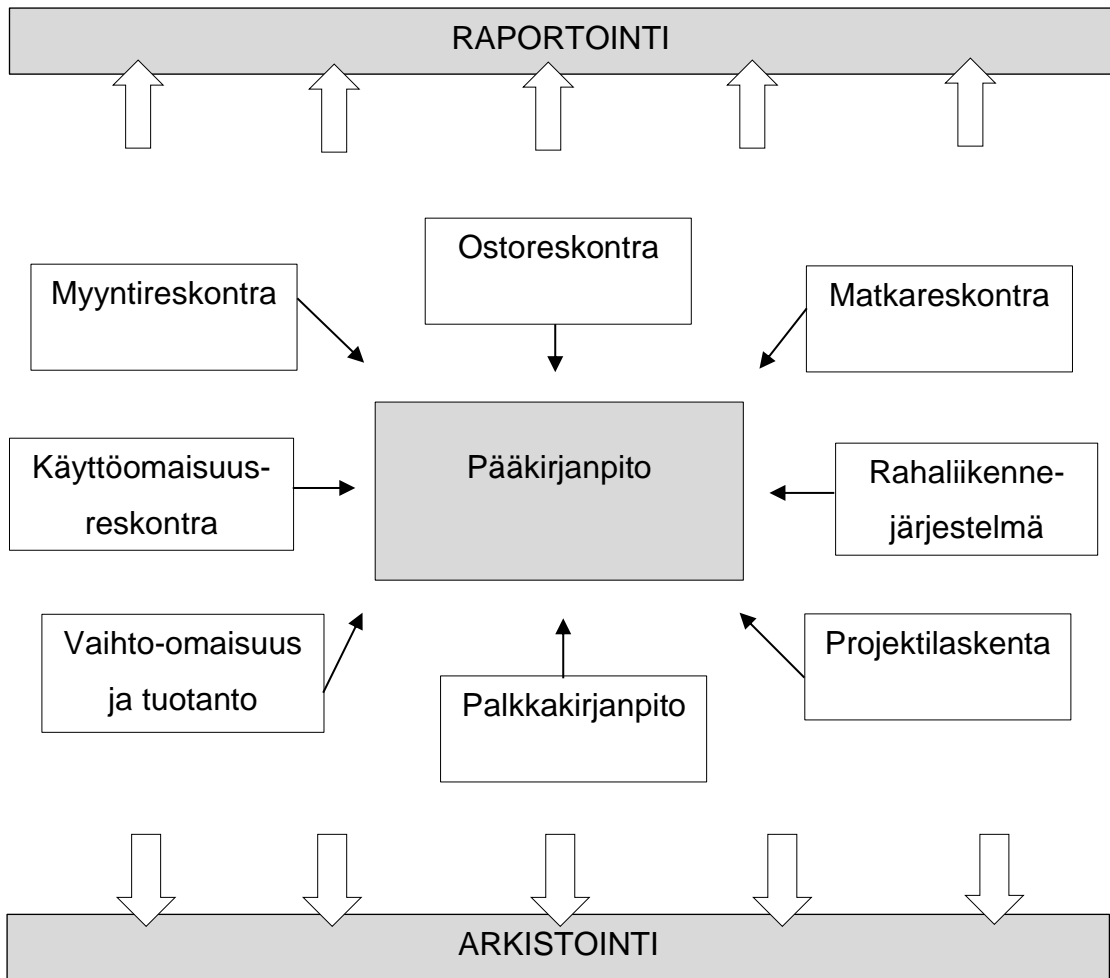 RAPORTOINTI
Ostoreskontra
Myyntireskontra
Matkareskontra
Käyttöomaisuus-
reskontra
Pääkirjanpito
Rahaliikenne-
järjestelmä
Vaihto-omaisuus
ja tuotanto
Palkkakirjanpito
Projektilaskenta
ARKISTOINTI